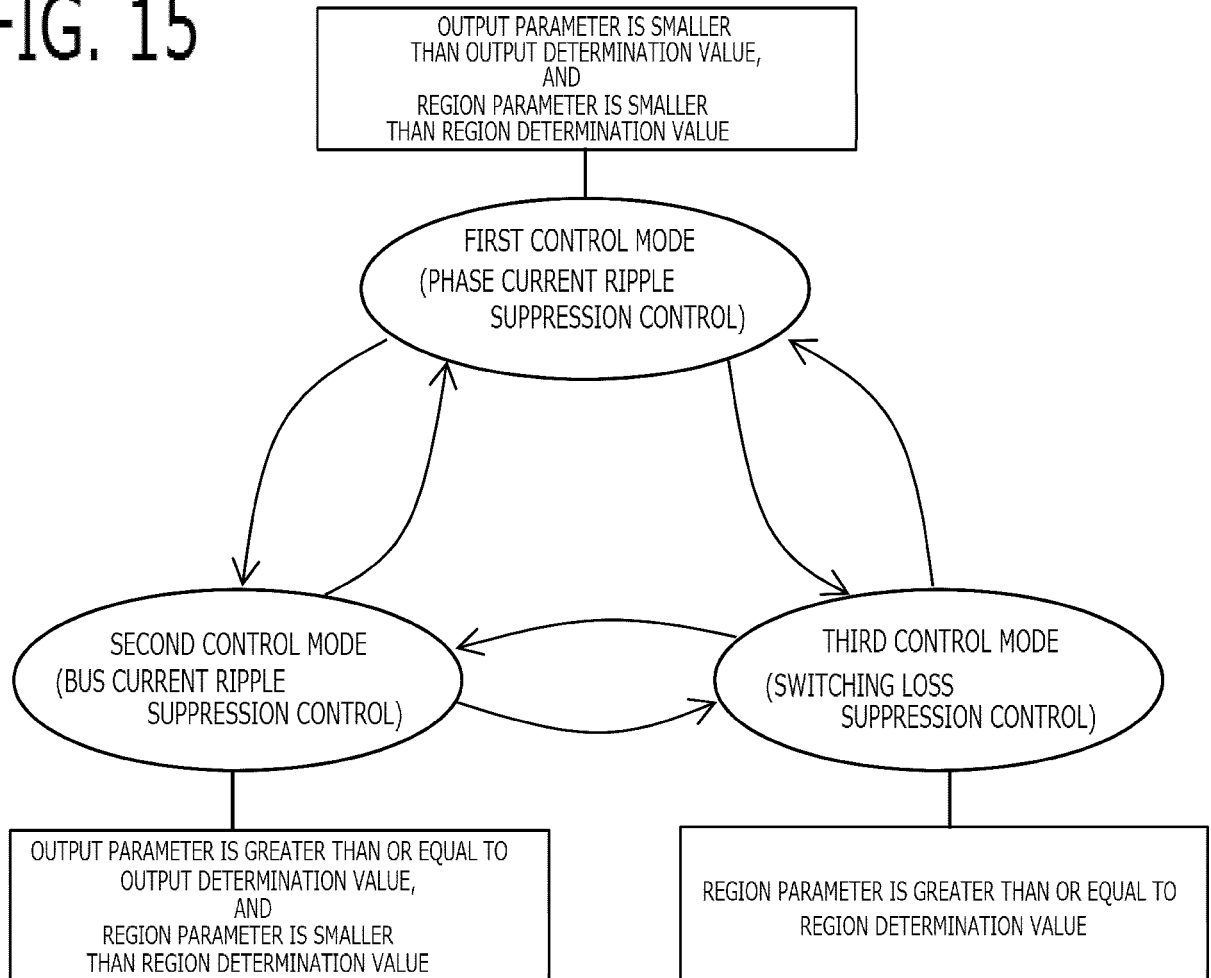 FIG. 15
OUTPUT PARAMETER IS SMALLER
THAN OUTPUT DETERMINATION VALUE,
AND
REGION PARAMETER IS SMALLER
THAN REGION DETERMINATION VALUE
FIRST CONTROL MODE
(PHASE CURRENT RIPPLE
SUPPRESSION CONTROL)
SECOND CONTROL MODE
(BUS CURRENT RIPPLE
SUPPRESSION CONTROL)
THIRD CONTROL MODE
(SWITCHING LOSS
SUPPRESSION CONTROL)
OUTPUT PARAMETER IS GREATER THAN OR EQUAL TO
OUTPUT DETERMINATION VALUE,
AND
REGION PARAMETER IS SMALLER
THAN REGION DETERMINATION VALUE
REGION PARAMETER IS GREATER THAN OR EQUAL TO
REGION DETERMINATION VALUE